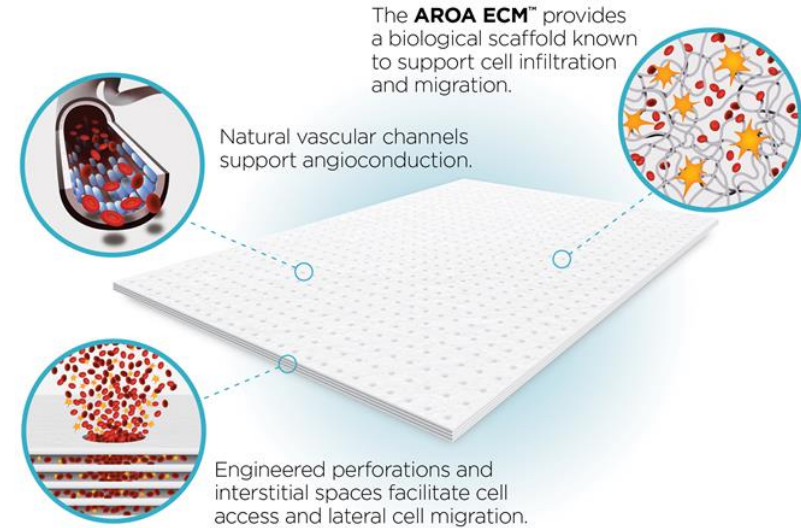 The AROA ECM™ provides
a biological scaffold known
to support cell infiltration
and migration.
Natural vascular channels
support angioconduction.
Engineered perforations and
interstitial spaces facilitate cell
access and lateral cell migration.